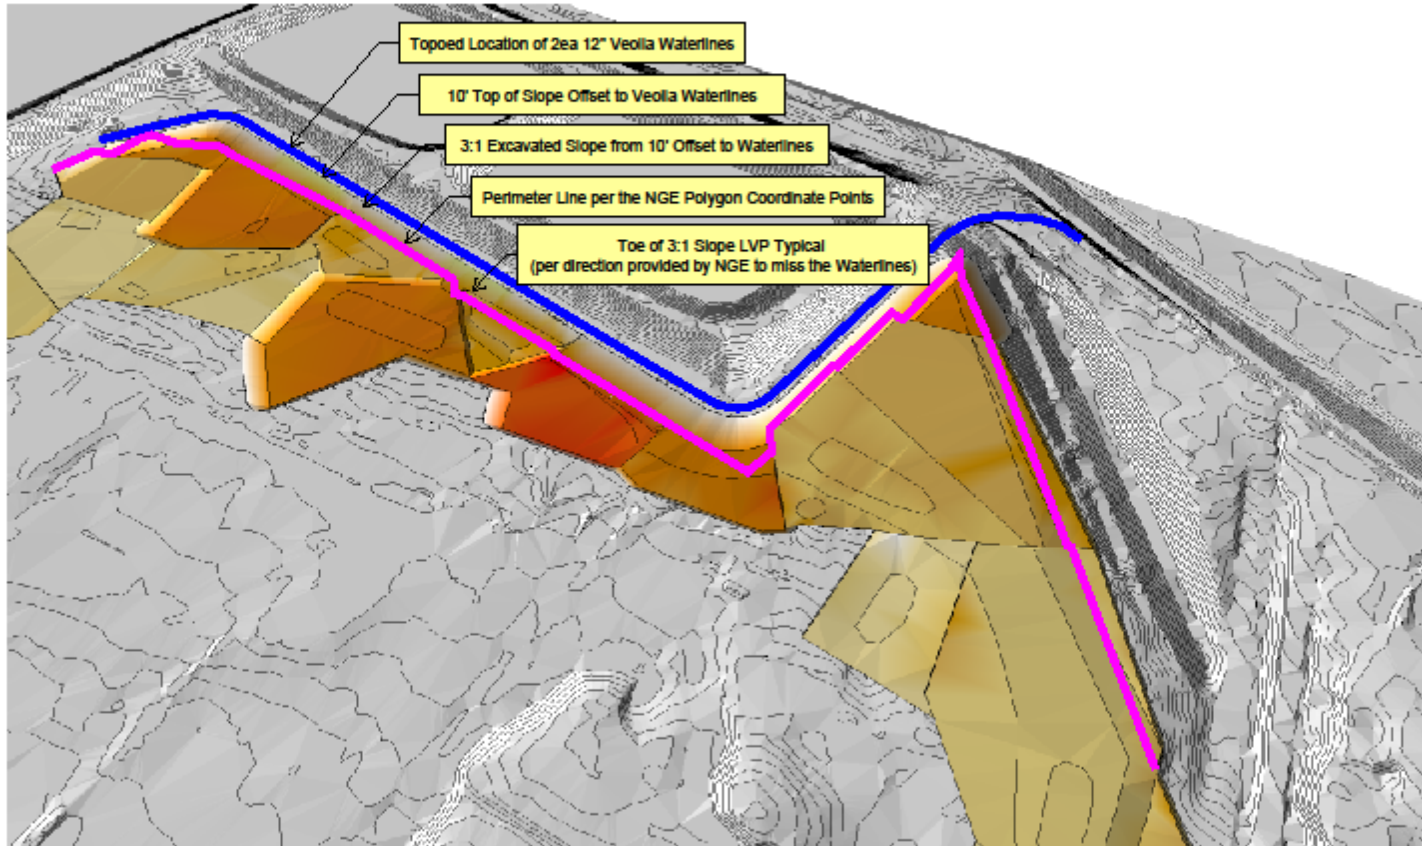 Topoed Location of 2ea 12" Veolia Waterlines
10' Top of Slope Offset to Veolia Waterlines
3:1 Excavated Slope from 10' Offset to Waterlines
Perimeter Line per the NGE Polygon Coordinate Points
Toe of 3:1 Slope LVP Typical
(per direction provided by NGE to miss the Waterlines)